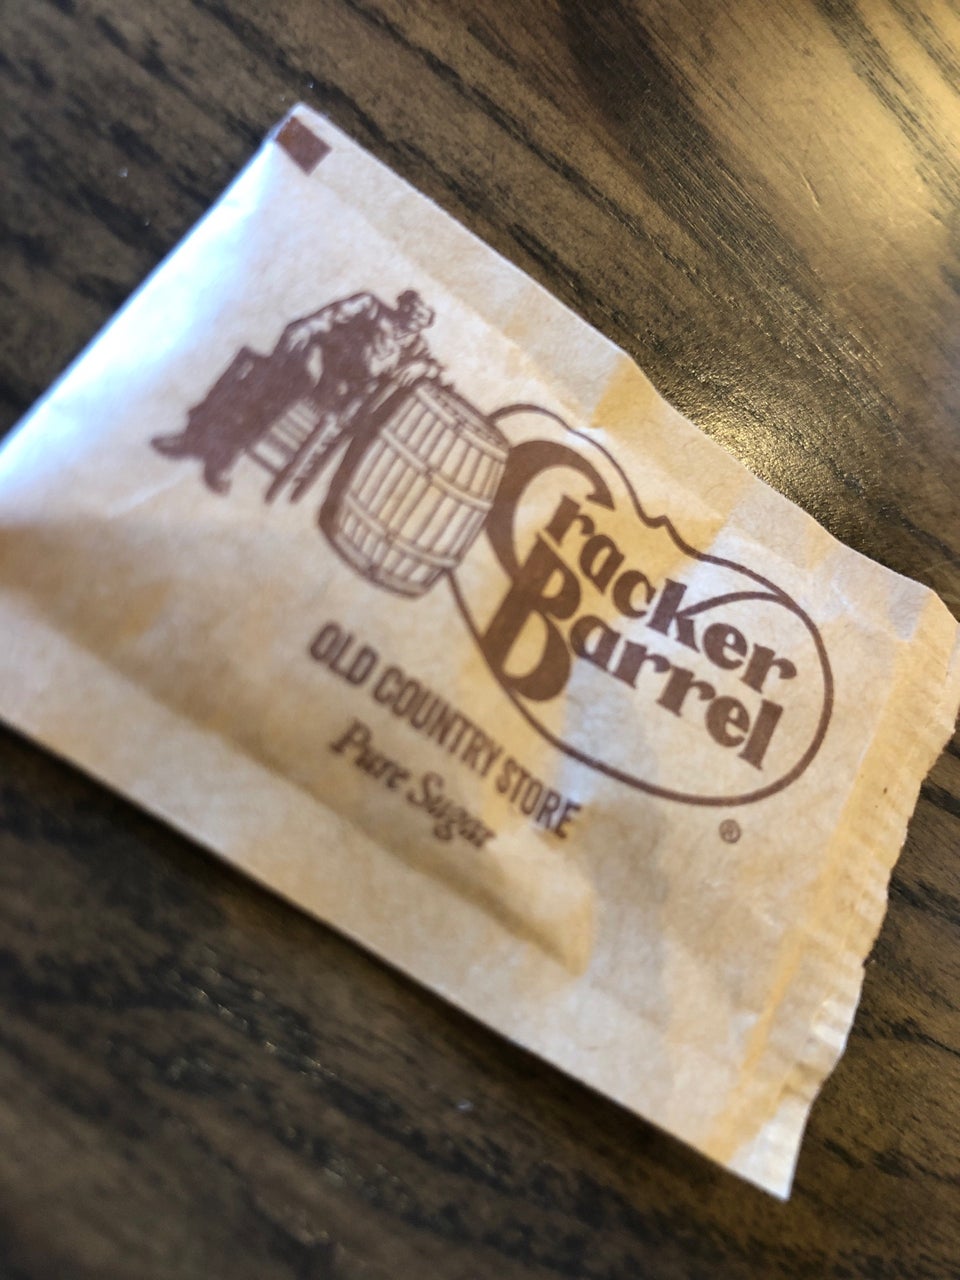 Cracker
Barrel
®
OLD COUNTRY STORE
Pure Sugar